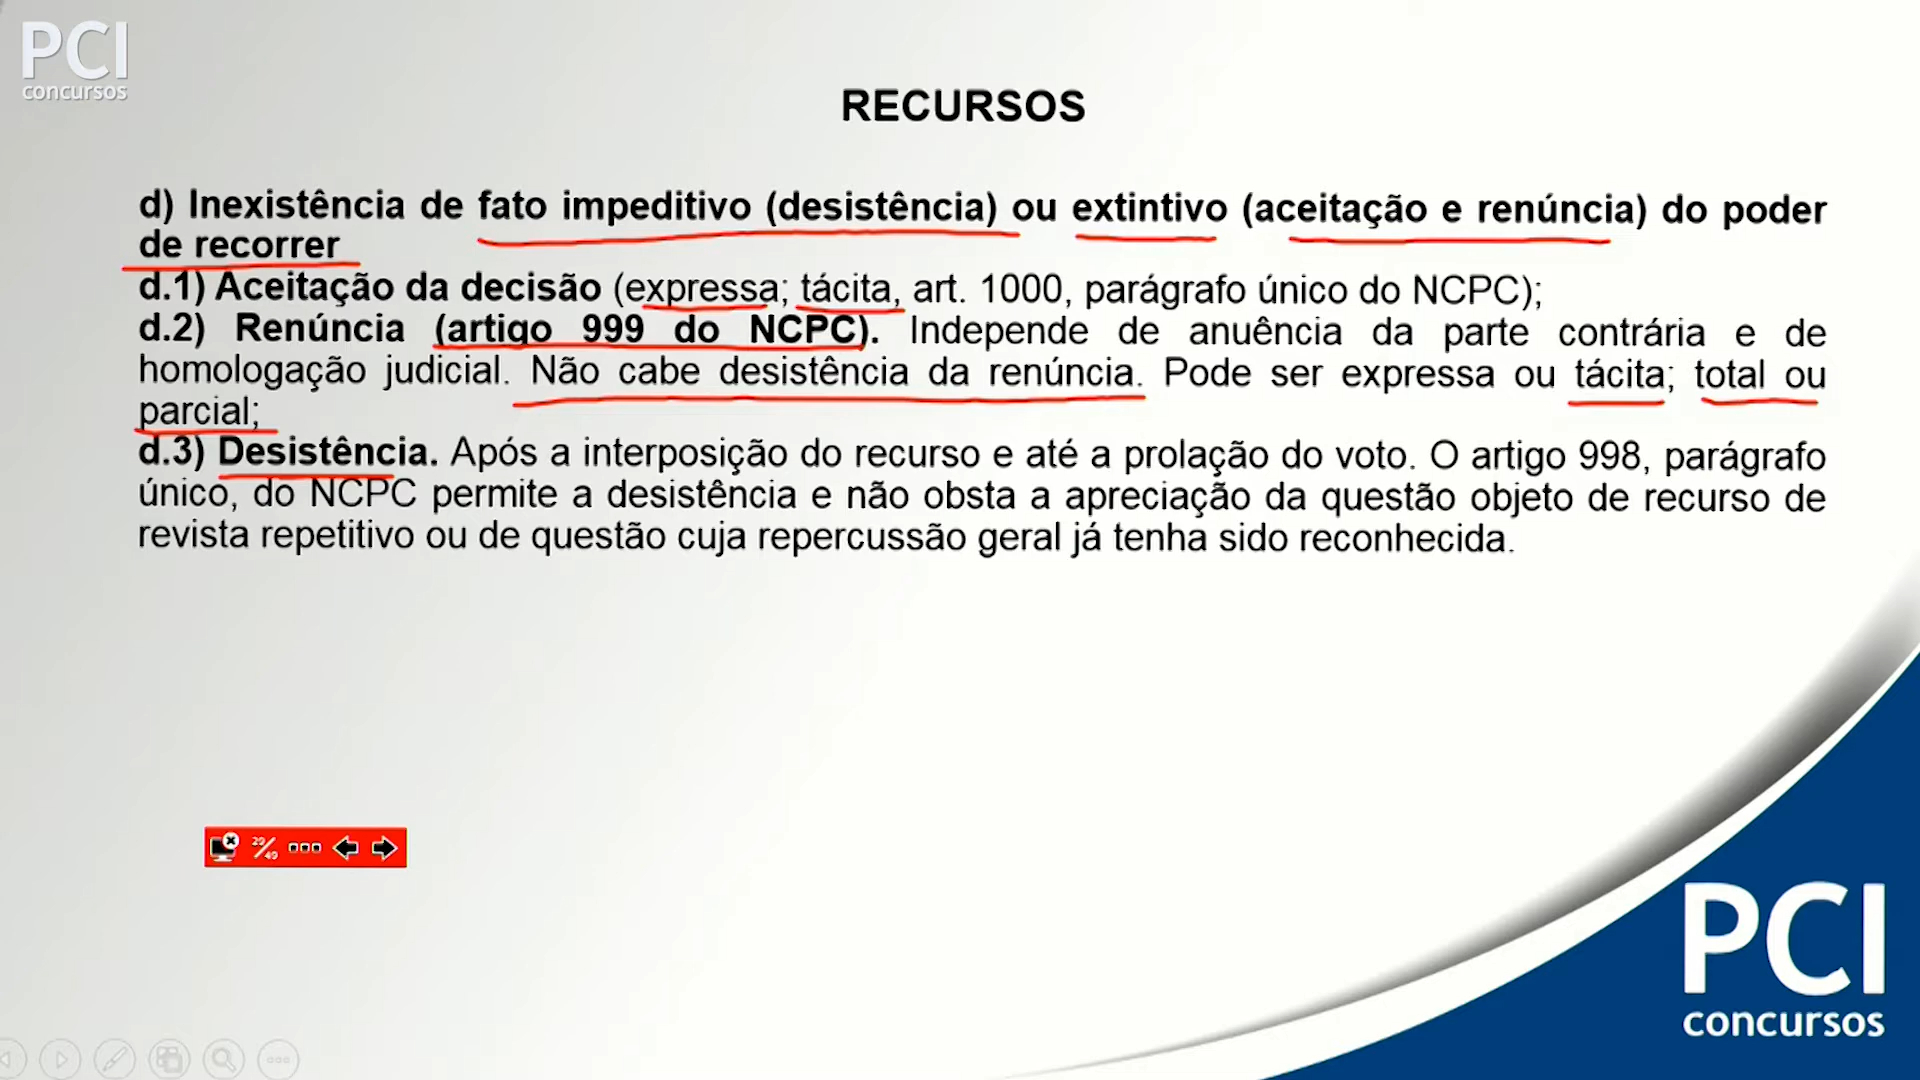 PCI
concursos
RECURSOS
d) Inexistência de fato impeditivo (desistência) ou extintivo (aceitação e renúncia) do poder
de recorrer
d.1) Aceitação da decisão (expressa; tácita, art. 1000, parágrafo único do NCPC);
d.2) Renúncia (artigo 999 do NCPC). Independe de anuência da parte contrária e de
homologação judicial. Não cabe desistência da renúncia. Pode ser expressa ou tácita; total ou
parcial;
d.3) Desistência. Após a interposição do recurso e até a prolação do voto. O artigo 998, parágrafo
único, do NCPC permite a desistência e não obsta a apreciação da questão objeto de recurso de
revista repetitivo ou de questão cuja repercussão geral já tenha sido reconhecida.
29/49
PCI
concursos